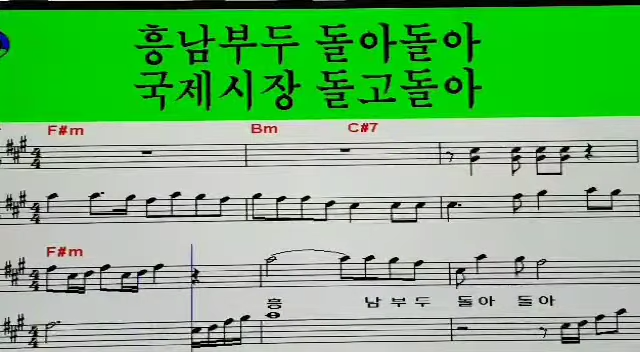 흥남부두 돌아돌아
국제시장 돌고돌아
F#m Bm C#7
F#m
흥 남 부 두 돌 아 돌 아